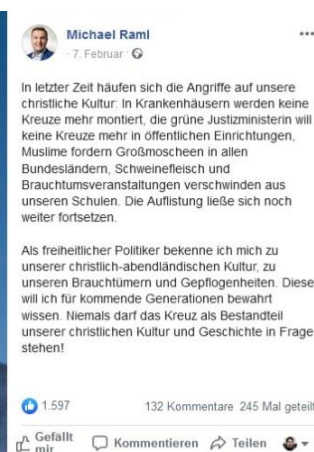 Michael Raml
7. Februar
In letzter Zeit häufen sich die Angriffe auf unsere
christliche Kultur: In Krankenhäusern werden keine
Kreuze mehr montiert, die grüne Justizministerin will
keine Kreuze mehr in öffentlichen Einrichtungen,
Muslime fordern Großmoscheen in allen
Bundesländern, Schweinefleisch und
Brauchtumsveranstaltungen verschwinden aus
unseren Schulen. Die Auflistung ließe sich noch
weiter fortsetzen.
Als freiheitlicher Politiker bekenne ich mich zu
unserer christlich-abendländischen Kultur, zu
unseren Brauchtümern und Gepflogenheiten. Diese
will ich für kommende Generationen bewahrt
wissen. Niemals darf das Kreuz als Bestandteil
unserer christlichen Kultur und Geschichte in Frage
stehen!
1.597 132 Kommentare 245 Mal geteilt
Gefällt mir Kommentieren Teilen